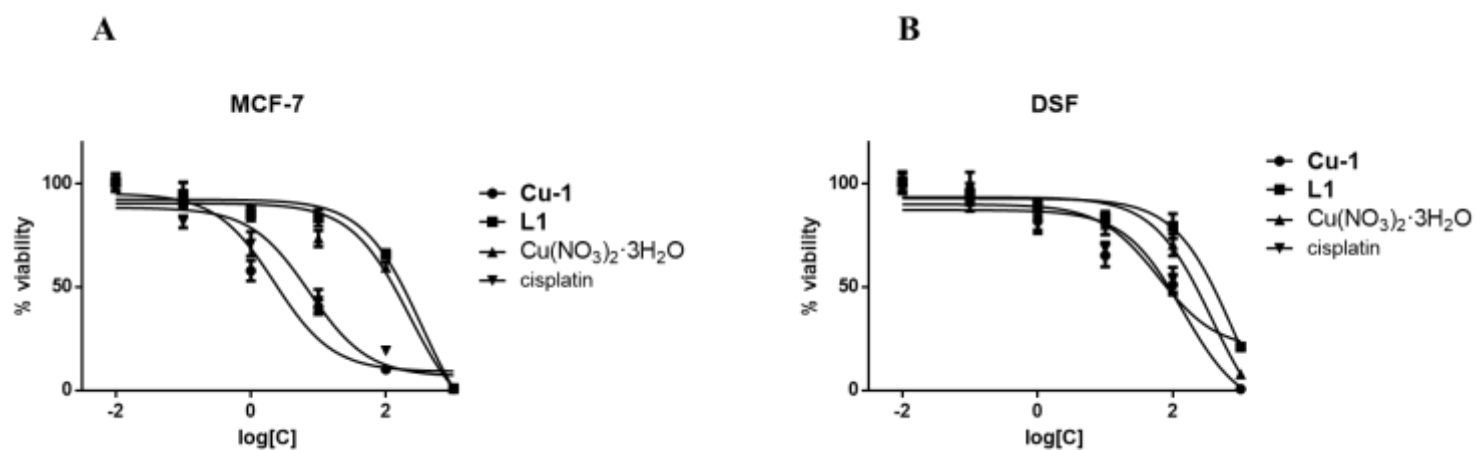 A
MCF-7
% viability
100
50
0
-2
0
2
log[C]
Cu-1
L1
Cu(NO₃)₂·3H₂O
cisplatin
B
DSF
% viability
100
50
0
-2
0
2
log[C]
Cu-1
L1
Cu(NO₃)₂·3H₂O
cisplatin